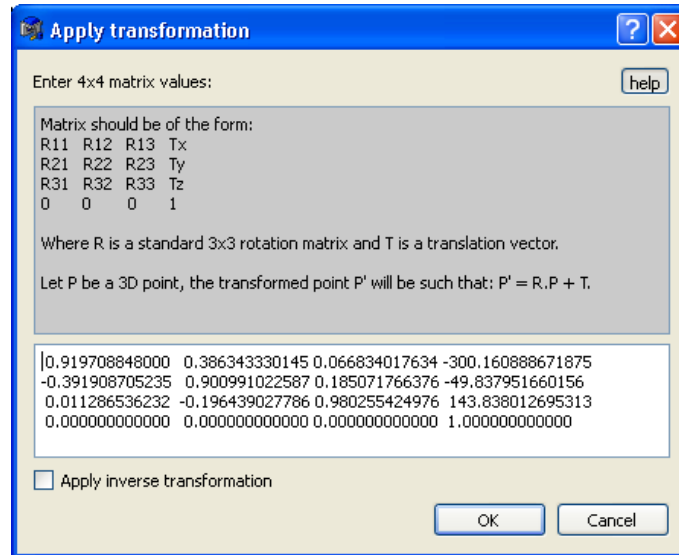 Apply transformation
Enter 4x4 matrix values:
help
Matrix should be of the form:
R11 R12 R13 Tx
R21 R22 R23 Ty
R31 R32 R33 Tz
0 0 0 1
Where R is a standard 3x3 rotation matrix and T is a translation vector.
Let P be a 3D point, the transformed point P' will be such that: P' = R.P + T.
0.919708848000 0.386343330145 0.066834017634 -300.160888671875
-0.391908705235 0.900991022587 0.185071766376 -49.837951660156
0.011286536232 -0.196439027786 0.980255424976 143.838012695313
0.000000000000 0.000000000000 0.000000000000 1.000000000000
Apply inverse transformation
OK Cancel